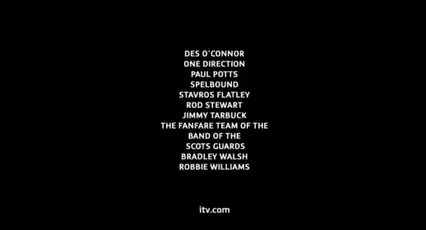 DES O'CONNOR
ONE DIRECTION
PAUL POTTS
SPELBOUND
STAVROS FLATLEY
ROD STEWART
JIMMY TARBUCK
THE FANFARE TEAM OF THE
BAND OF THE
SCOTS GUARDS
BRADLEY WALSH
ROBBIE WILLIAMS
itv.com